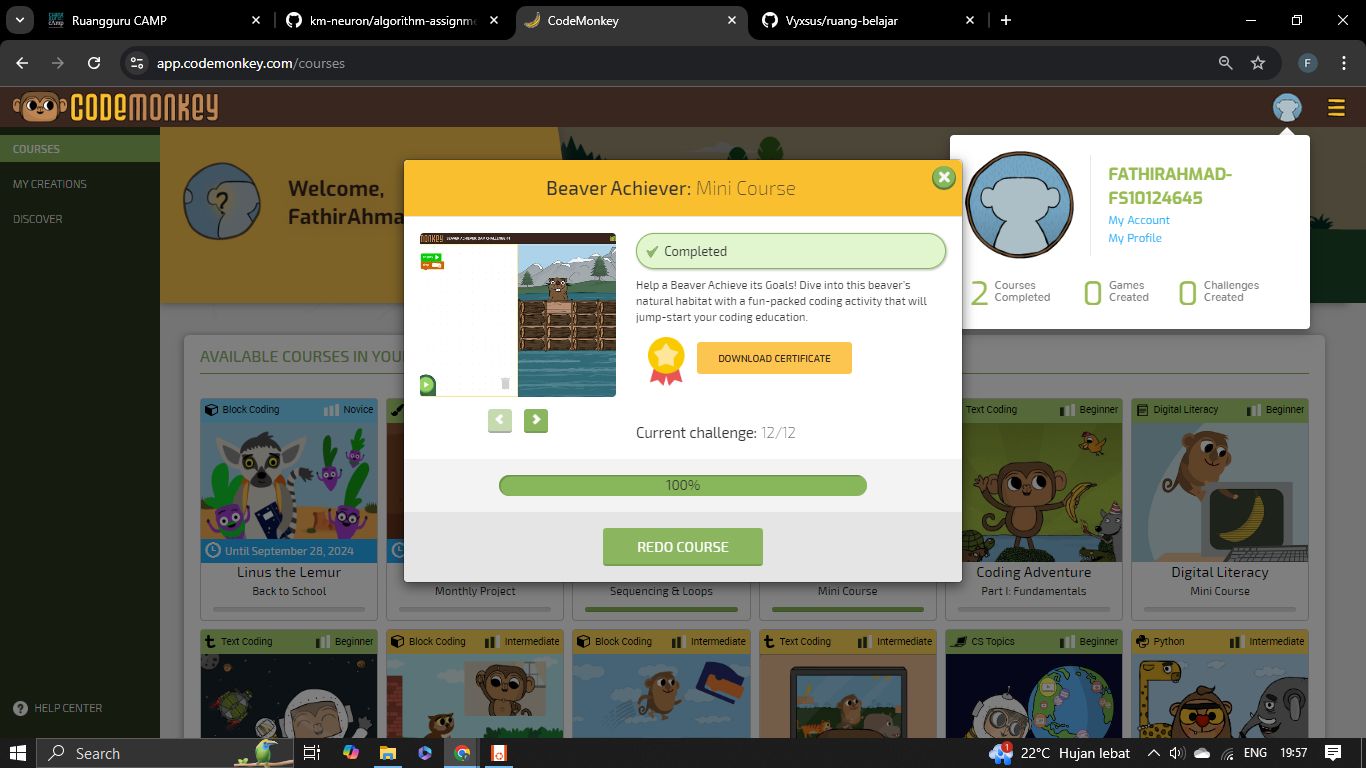 Ruangguru CAMP
km-neuron/algorithm-assignme
CodeMonkey
Vyxsus/ruang-belajar
app.codemonkey.com/courses
F
CODEMONKEY
COURSES
MY CREATIONS
DISCOVER
HELP CENTER
Welcome,
FathirAhma
FATHIRAHMAD-
FS10124645
My Account
My Profile
2 Courses Completed
0 Games Created
0 Challenges Created
Beaver Achiever: Mini Course
Completed
Help a Beaver Achieve its Goals! Dive into this beaver's
natural habitat with a fun-packed coding activity that will
jump-start your coding education.
DOWNLOAD CERTIFICATE
Current challenge: 12/12
100%
REDO COURSE
AVAILABLE COURSES IN YOU
Block Coding Novice
Until September 28, 2024
Linus the Lemur
Back to School
Monthly Project
Sequencing & Loops
Mini Course
Text Coding Beginner
Coding Adventure
Part I: Fundamentals
Digital Literacy Beginner
Digital Literacy
Mini Course
Text Coding Beginner
Block Coding Intermediate
Block Coding Intermediate
Text Coding Intermediate
CS Topics Beginner
Python Intermediate
Search
1
22°C Hujan lebat
ENG
19:57